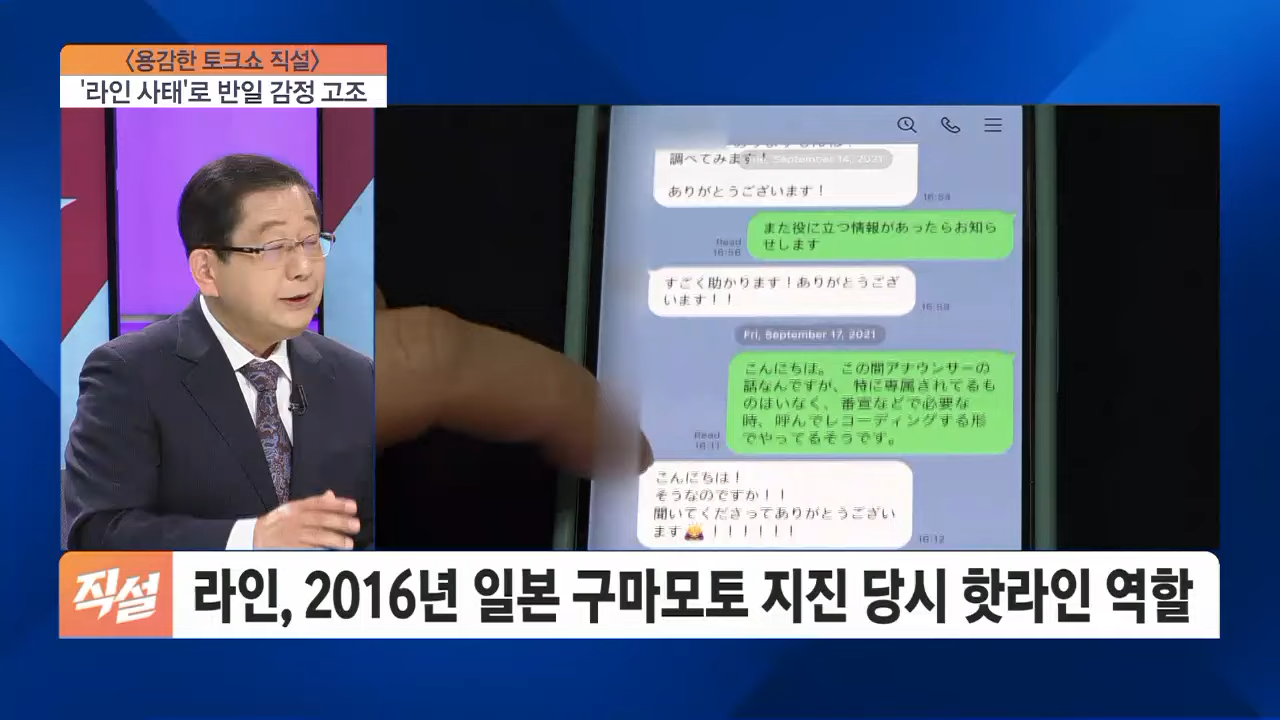 〈용감한 토크쇼 직설〉
'라인 사태'로 반일 감정 고조
調べてみます!
Fri, September 14, 2021
ありがとうございます!
16:54
また役に立つ情報があったらお知ら
せします
Read
16:56
すごく助かります!ありがとうござ
います!!
16:59
Fri, September 17, 2021
こんにちは。 この間アナウンサーの
話なんですが、 特に専属されてるも
のはいなく、番宣などで必要な
時、呼んでレコーディングする形
でやってるそうです。
Read
16:11
こんにちは!
そうなのですか!!
聞いてくださってありがとうござい
ます🙇!!!!!!
16:12
직설
라인, 2016년 일본 구마모토 지진 당시 핫라인 역할